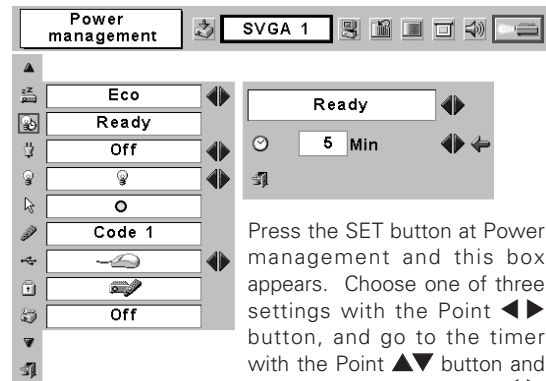 Power
management
SVGA 1
Eco
Ready
Off
Code 1
Off
Ready
5 Min
Press the SET button at Power
management and this box
appears. Choose one of three
settings with the Point ◀▶
button, and go to the timer
with the Point ▲▼ button and